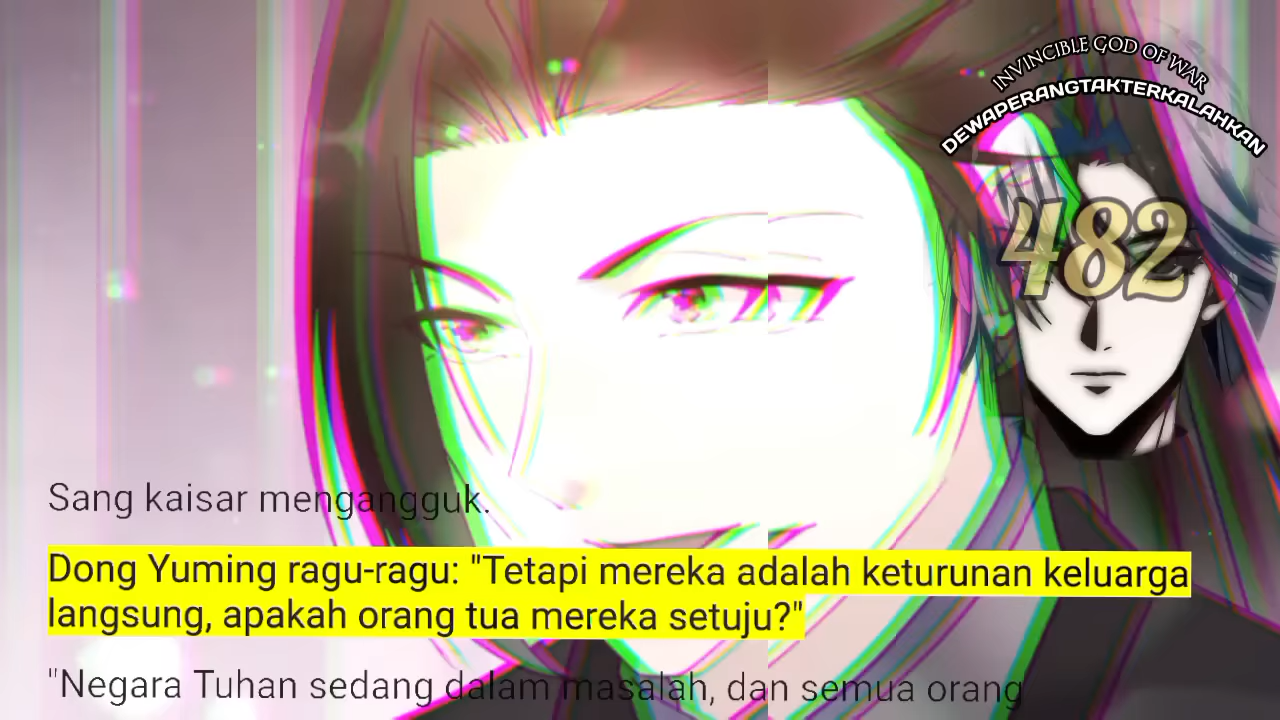 INVINCIBLE GOD OF WAR
DEWAPERANGTAKTERKALAHKAN
482
Sang kaisar mengangguk.
Dong Yuming ragu-ragu: "Tetapi mereka adalah keturunan keluarga
langsung, apakah orang tua mereka setuju?"
"Negara Tuhan sedang dalam masalah, dan semua orang